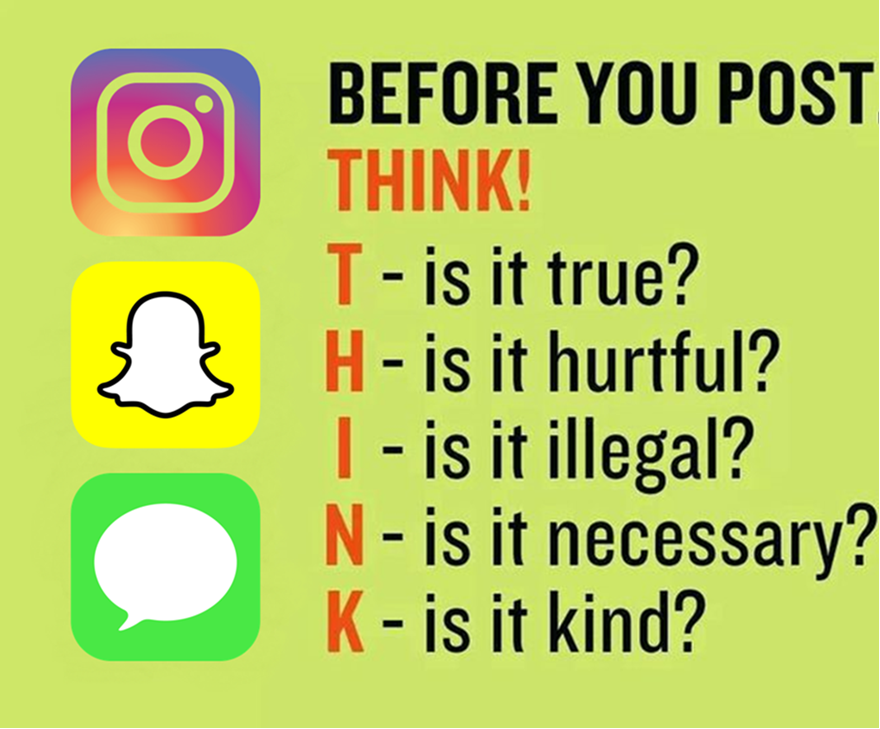 BEFORE YOU POST.
THINK!
T - is it true?
H - is it hurtful?
I - is it illegal?
N - is it necessary?
K - is it kind?